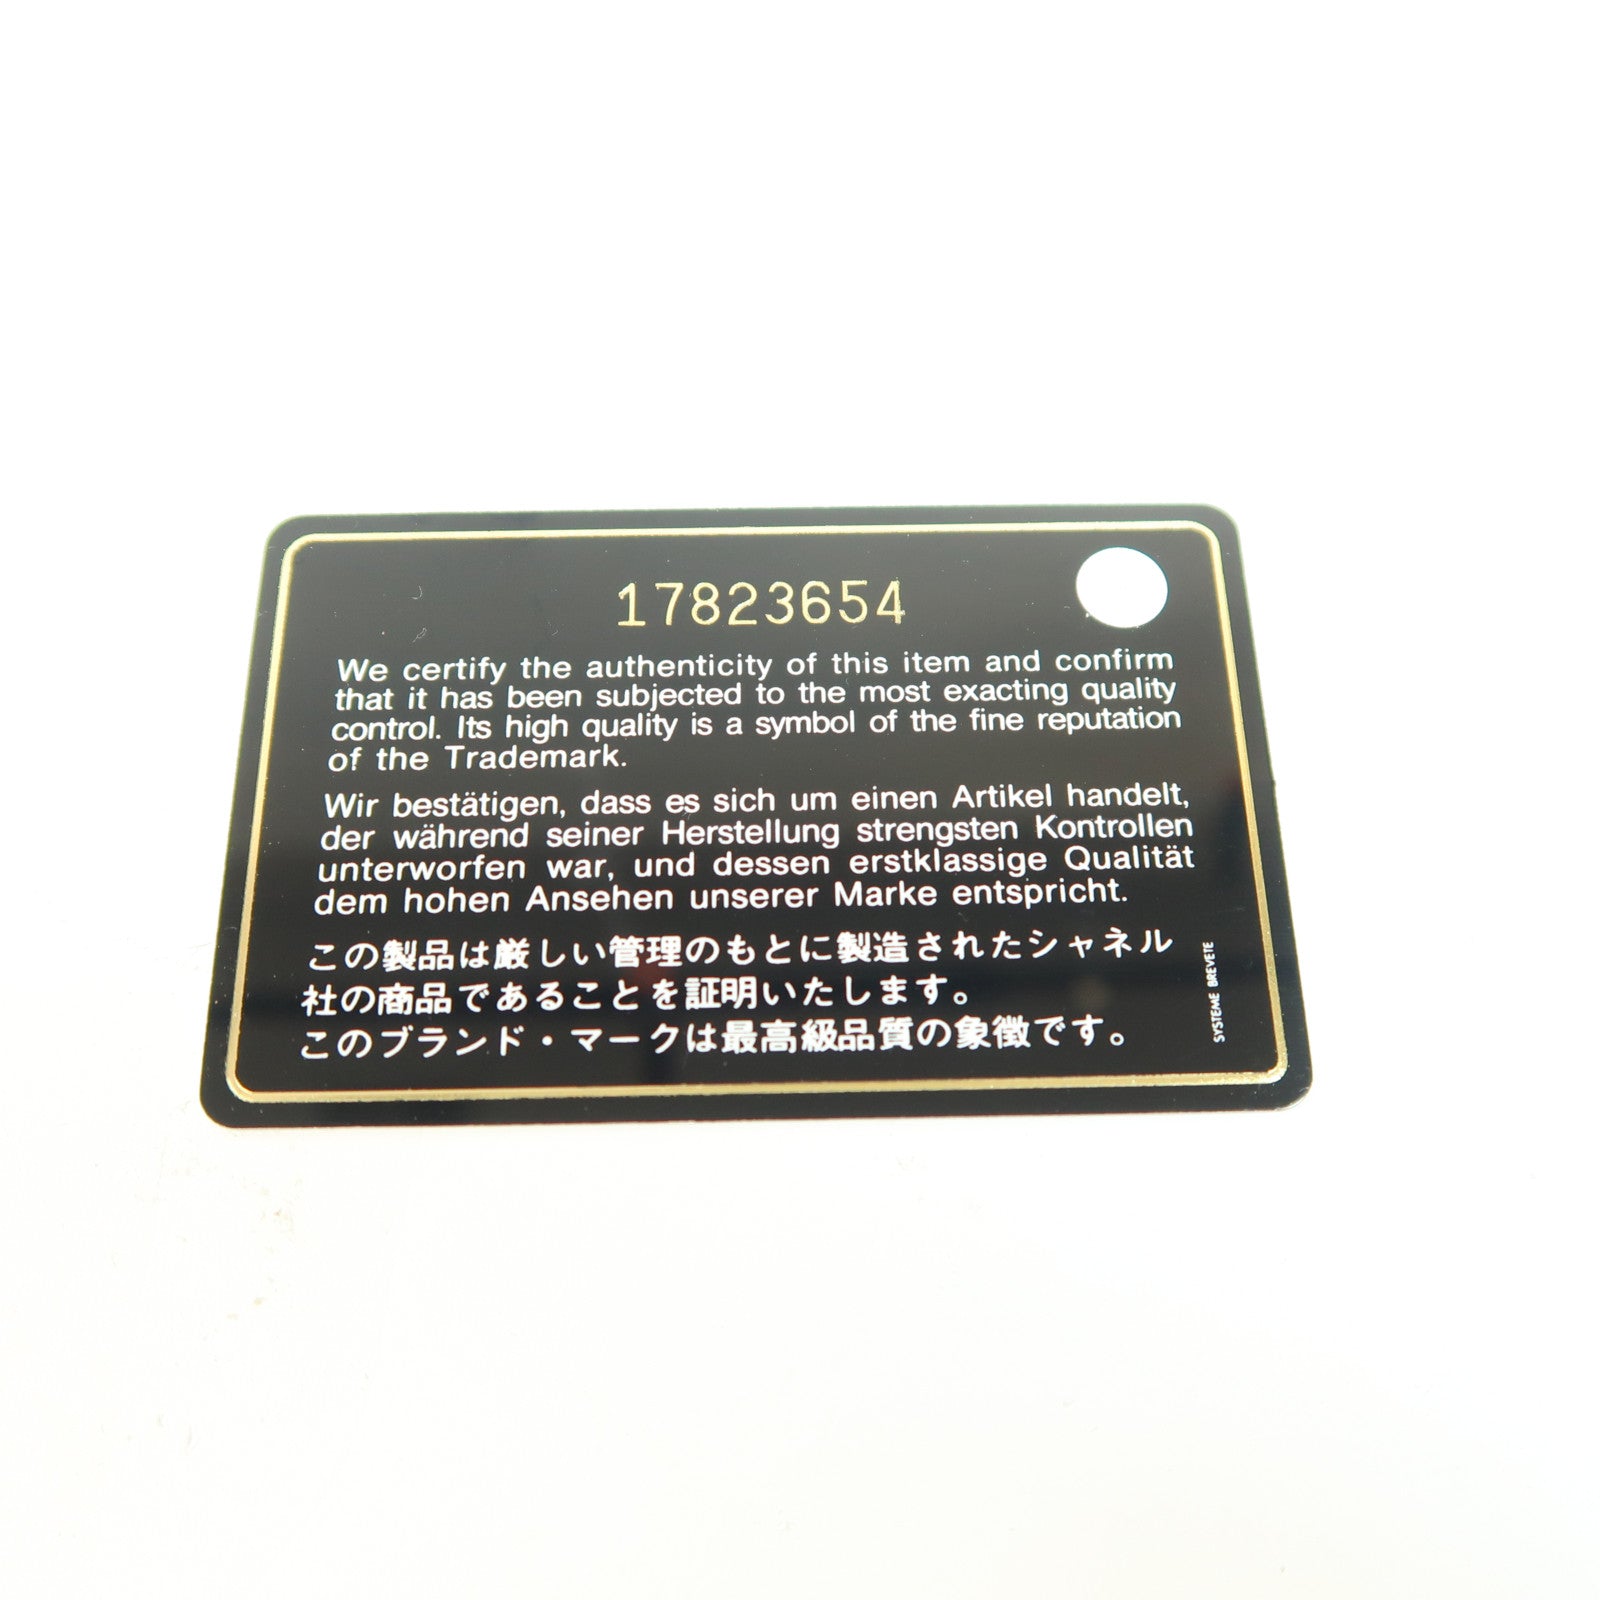 17823654
We certify the authenticity of this item and confirm
that it has been subjected to the most exacting quality
control. Its high quality is a symbol of the fine reputation
of the Trademark.
Wir bestätigen, dass es sich um einen Artikel handelt,
der während seiner Herstellung strengsten Kontrollen
unterworfen war, und dessen erstklassige Qualität
dem hohen Ansehen unserer Marke entspricht.
この製品は厳しい管理のもとに製造されたシャネル
社の商品であることを証明いたします。
このブランド・マークは最高級品質の象徴です。
SYSTEME BREVETE